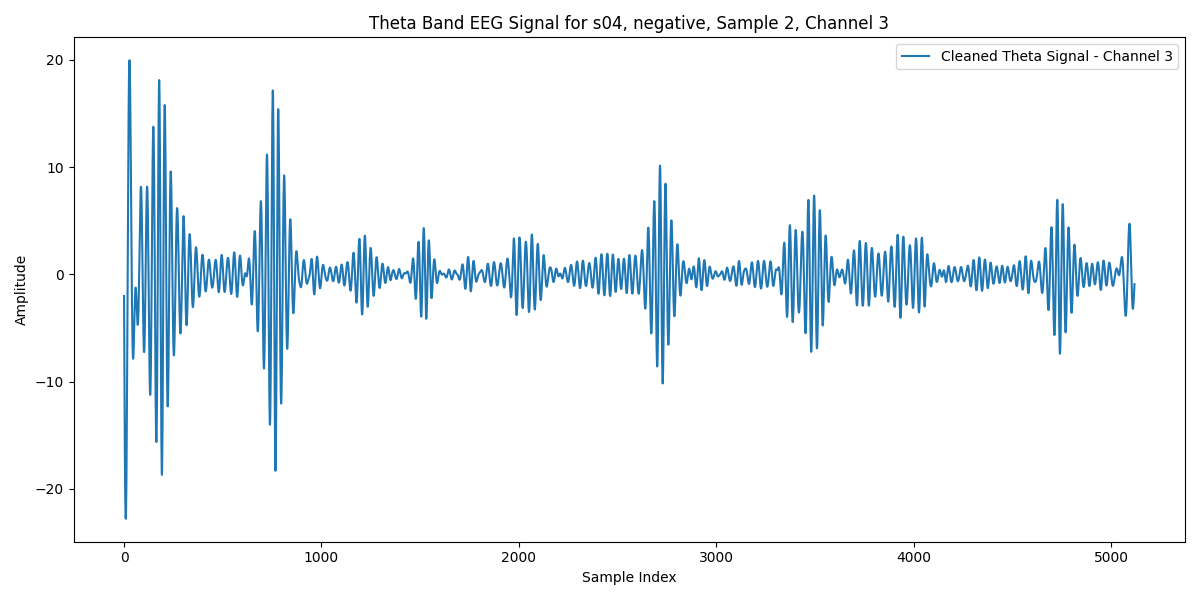 Theta Band EEG Signal for s04, negative, Sample 2, Channel 3
Cleaned Theta Signal - Channel 3
20
10
0
−10
−20
Amplitude
0 1000 2000 3000 4000 5000
Sample Index